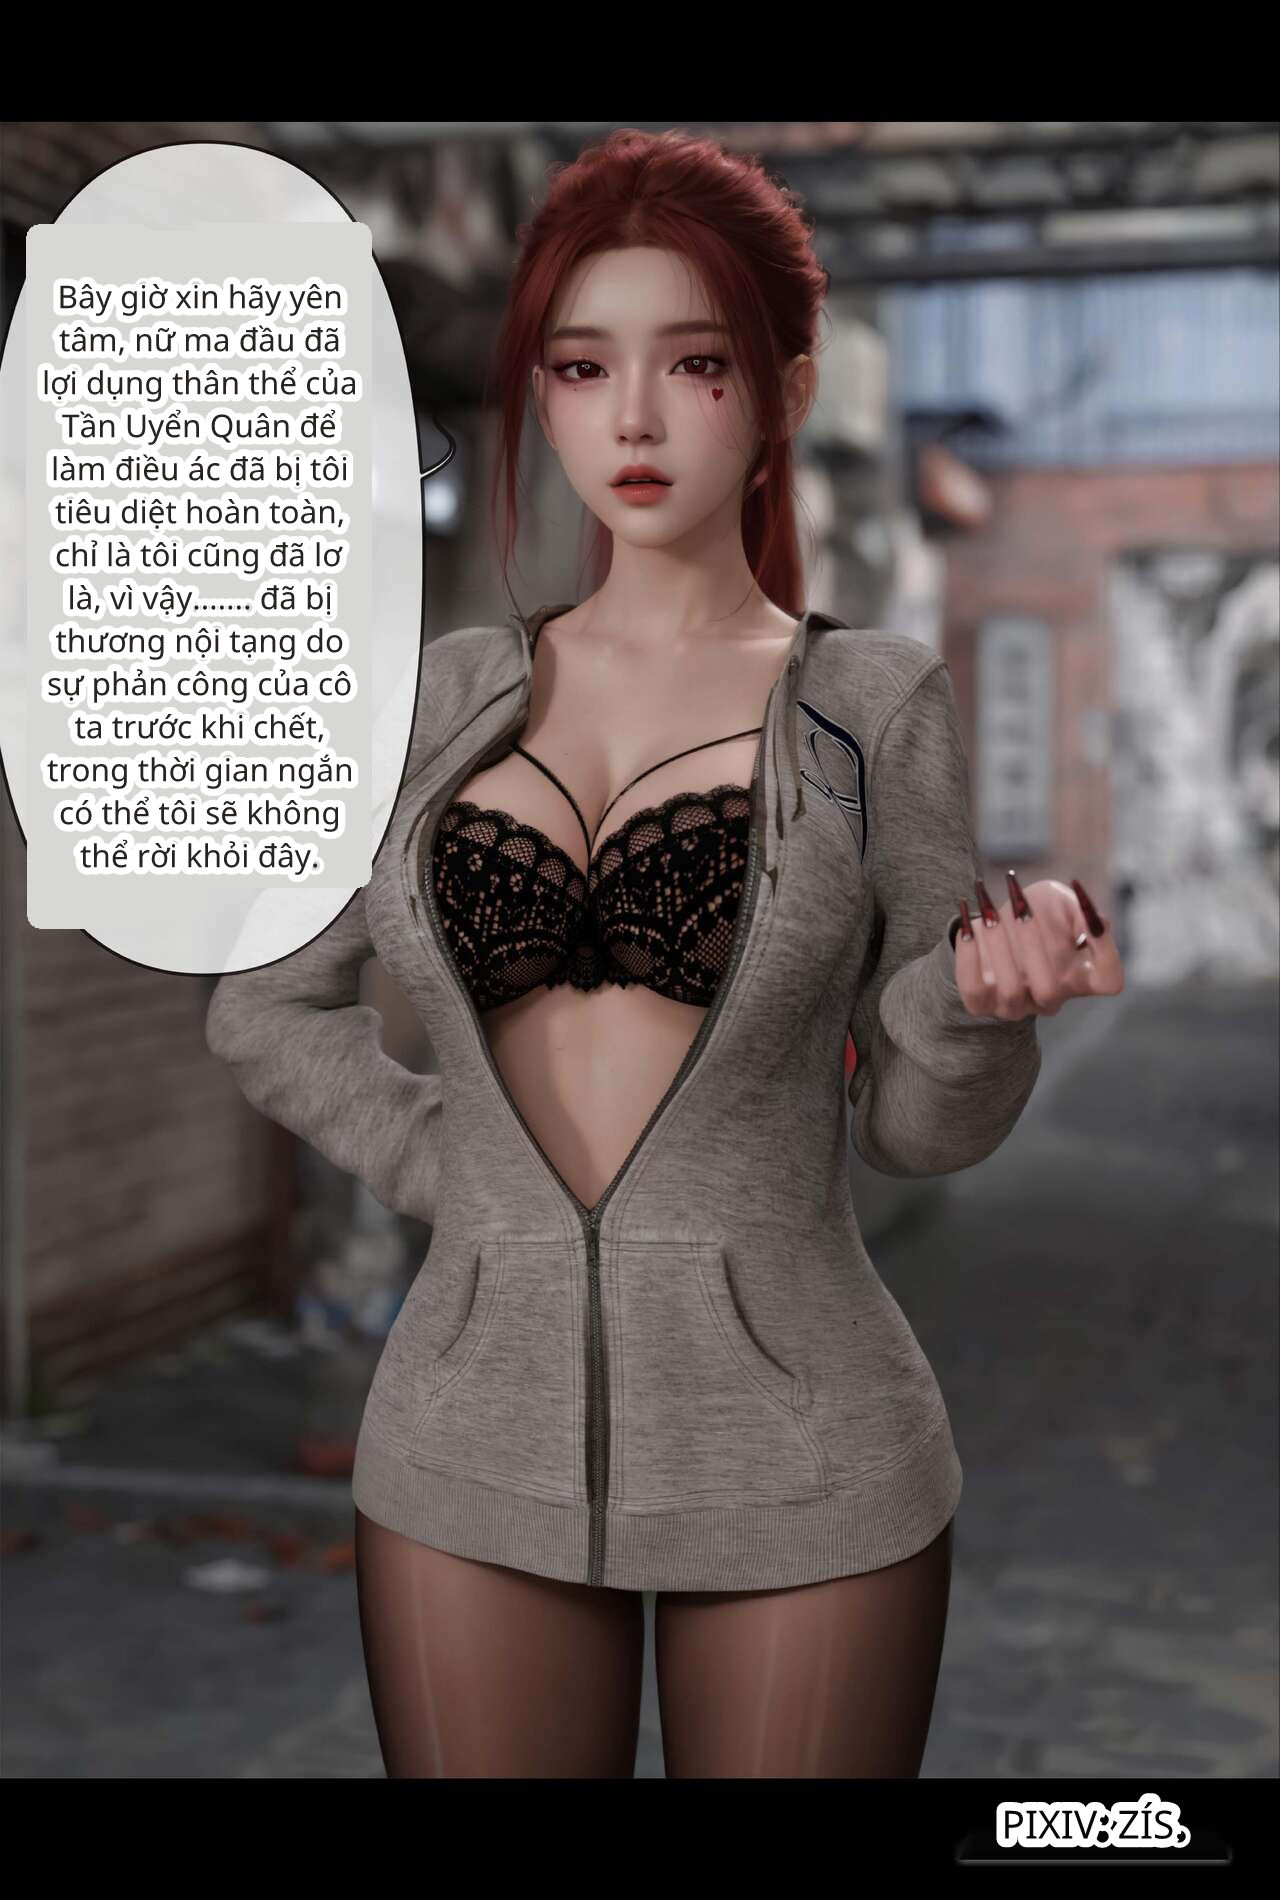 Bây giờ xin hãy yên
tâm, nữ ma đầu đã
lợi dụng thân thể của
Tần Uyển Quân để
làm điều ác đã bị tôi
tiêu diệt hoàn toàn,
chỉ là tôi cũng đã lơ
là, vì vậy....... đã bị
thương nội tạng do
sự phản công của cô
ta trước khi chết,
trong thời gian ngắn
có thể tôi sẽ không
thể rời khỏi đây.
PIXIV: ZÍS,